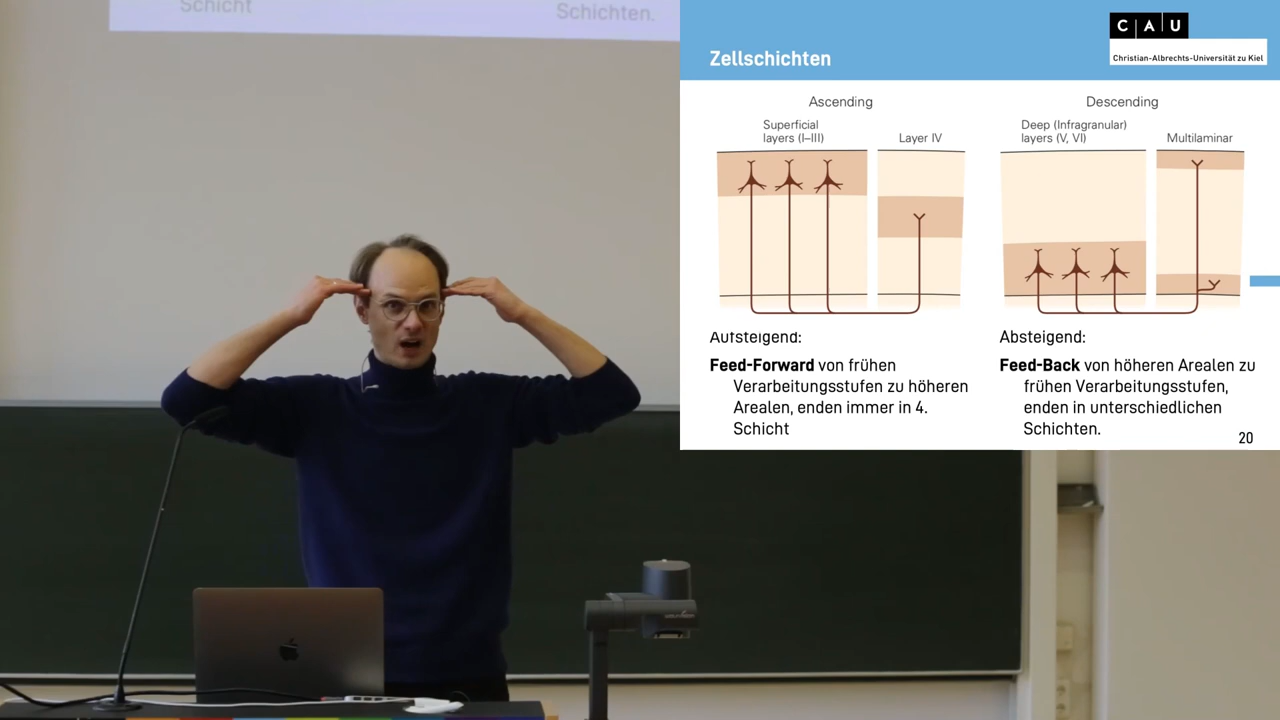 Schicht
Schichten.
Zellschichten
C A U
Christian-Albrechts-Universität zu Kiel
Ascending
Descending
Superficial
layers (I–III)
Layer IV
Deep (Infragranular)
layers (V, VI)
Multilaminar
Aufsteigend:
Feed-Forward von frühen
Verarbeitungsstufen zu höheren
Arealen, enden immer in 4.
Schicht
Absteigend:
Feed-Back von höheren Arealen zu
frühen Verarbeitungsstufen,
enden in unterschiedlichen
Schichten.
20